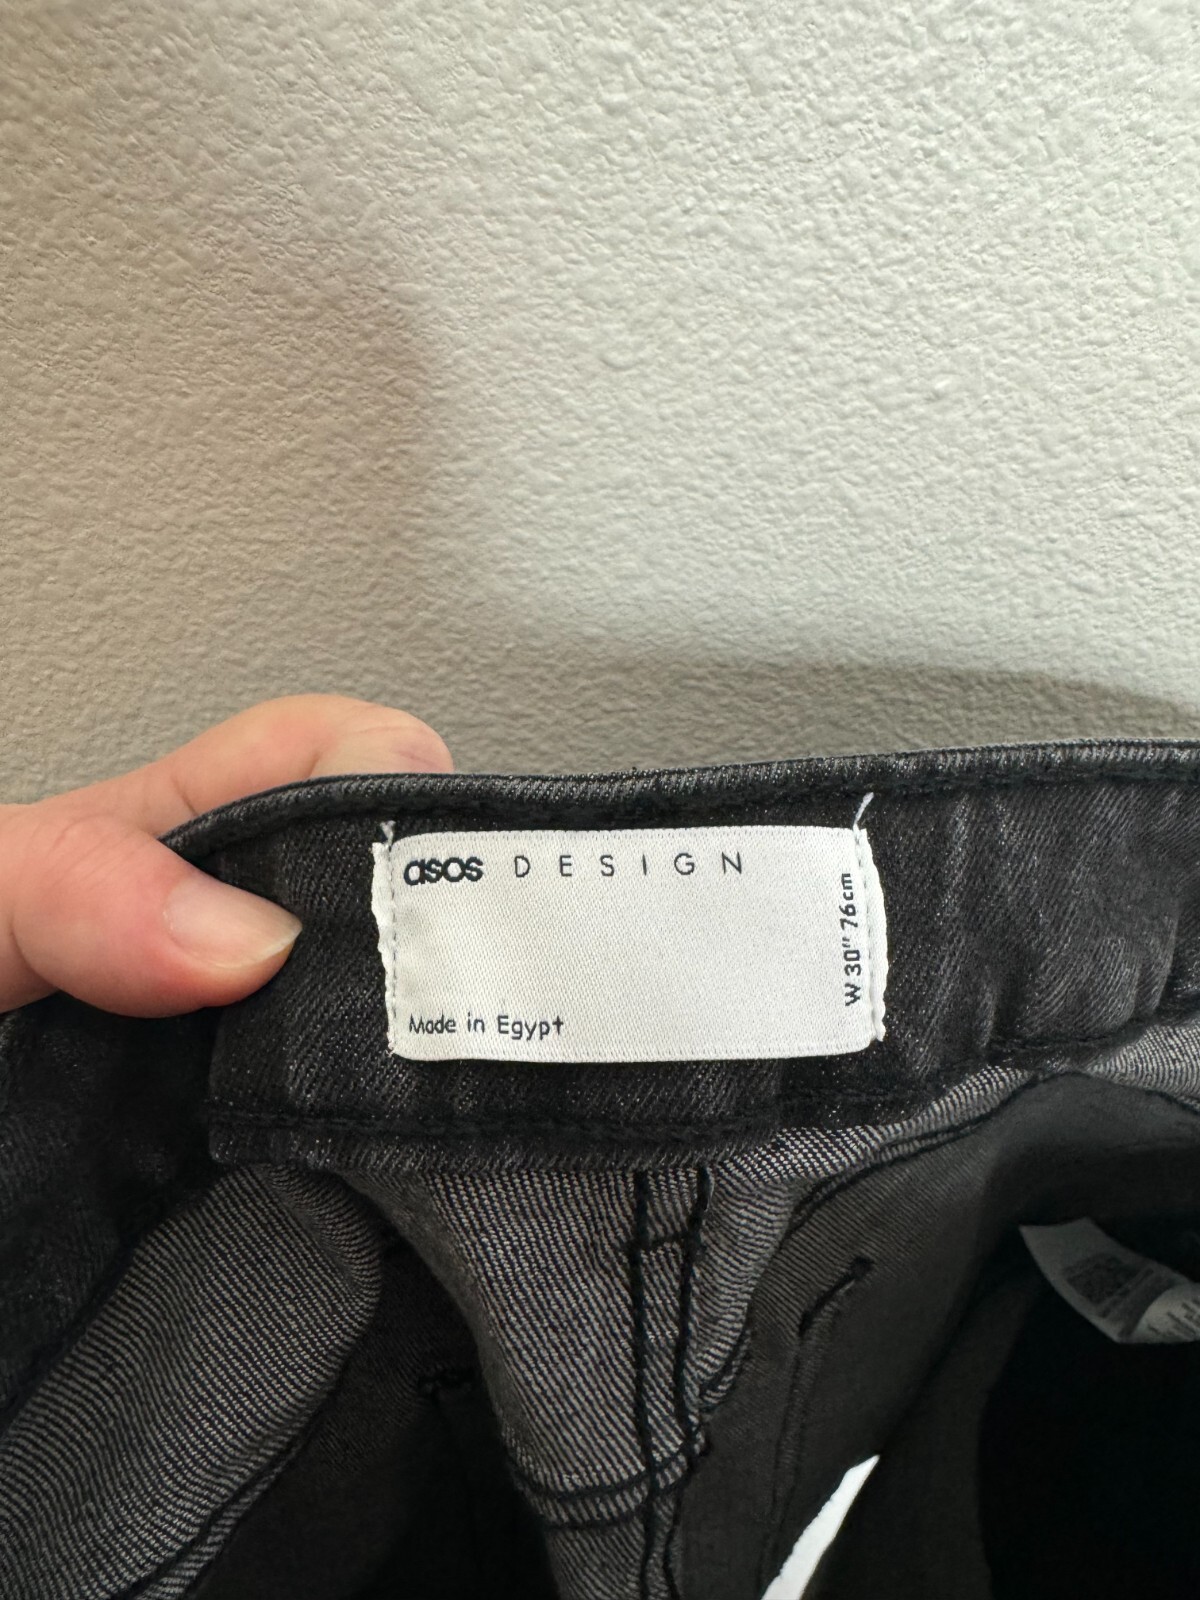 asos DESIGN
W 30" 76cm
Made in Egypt